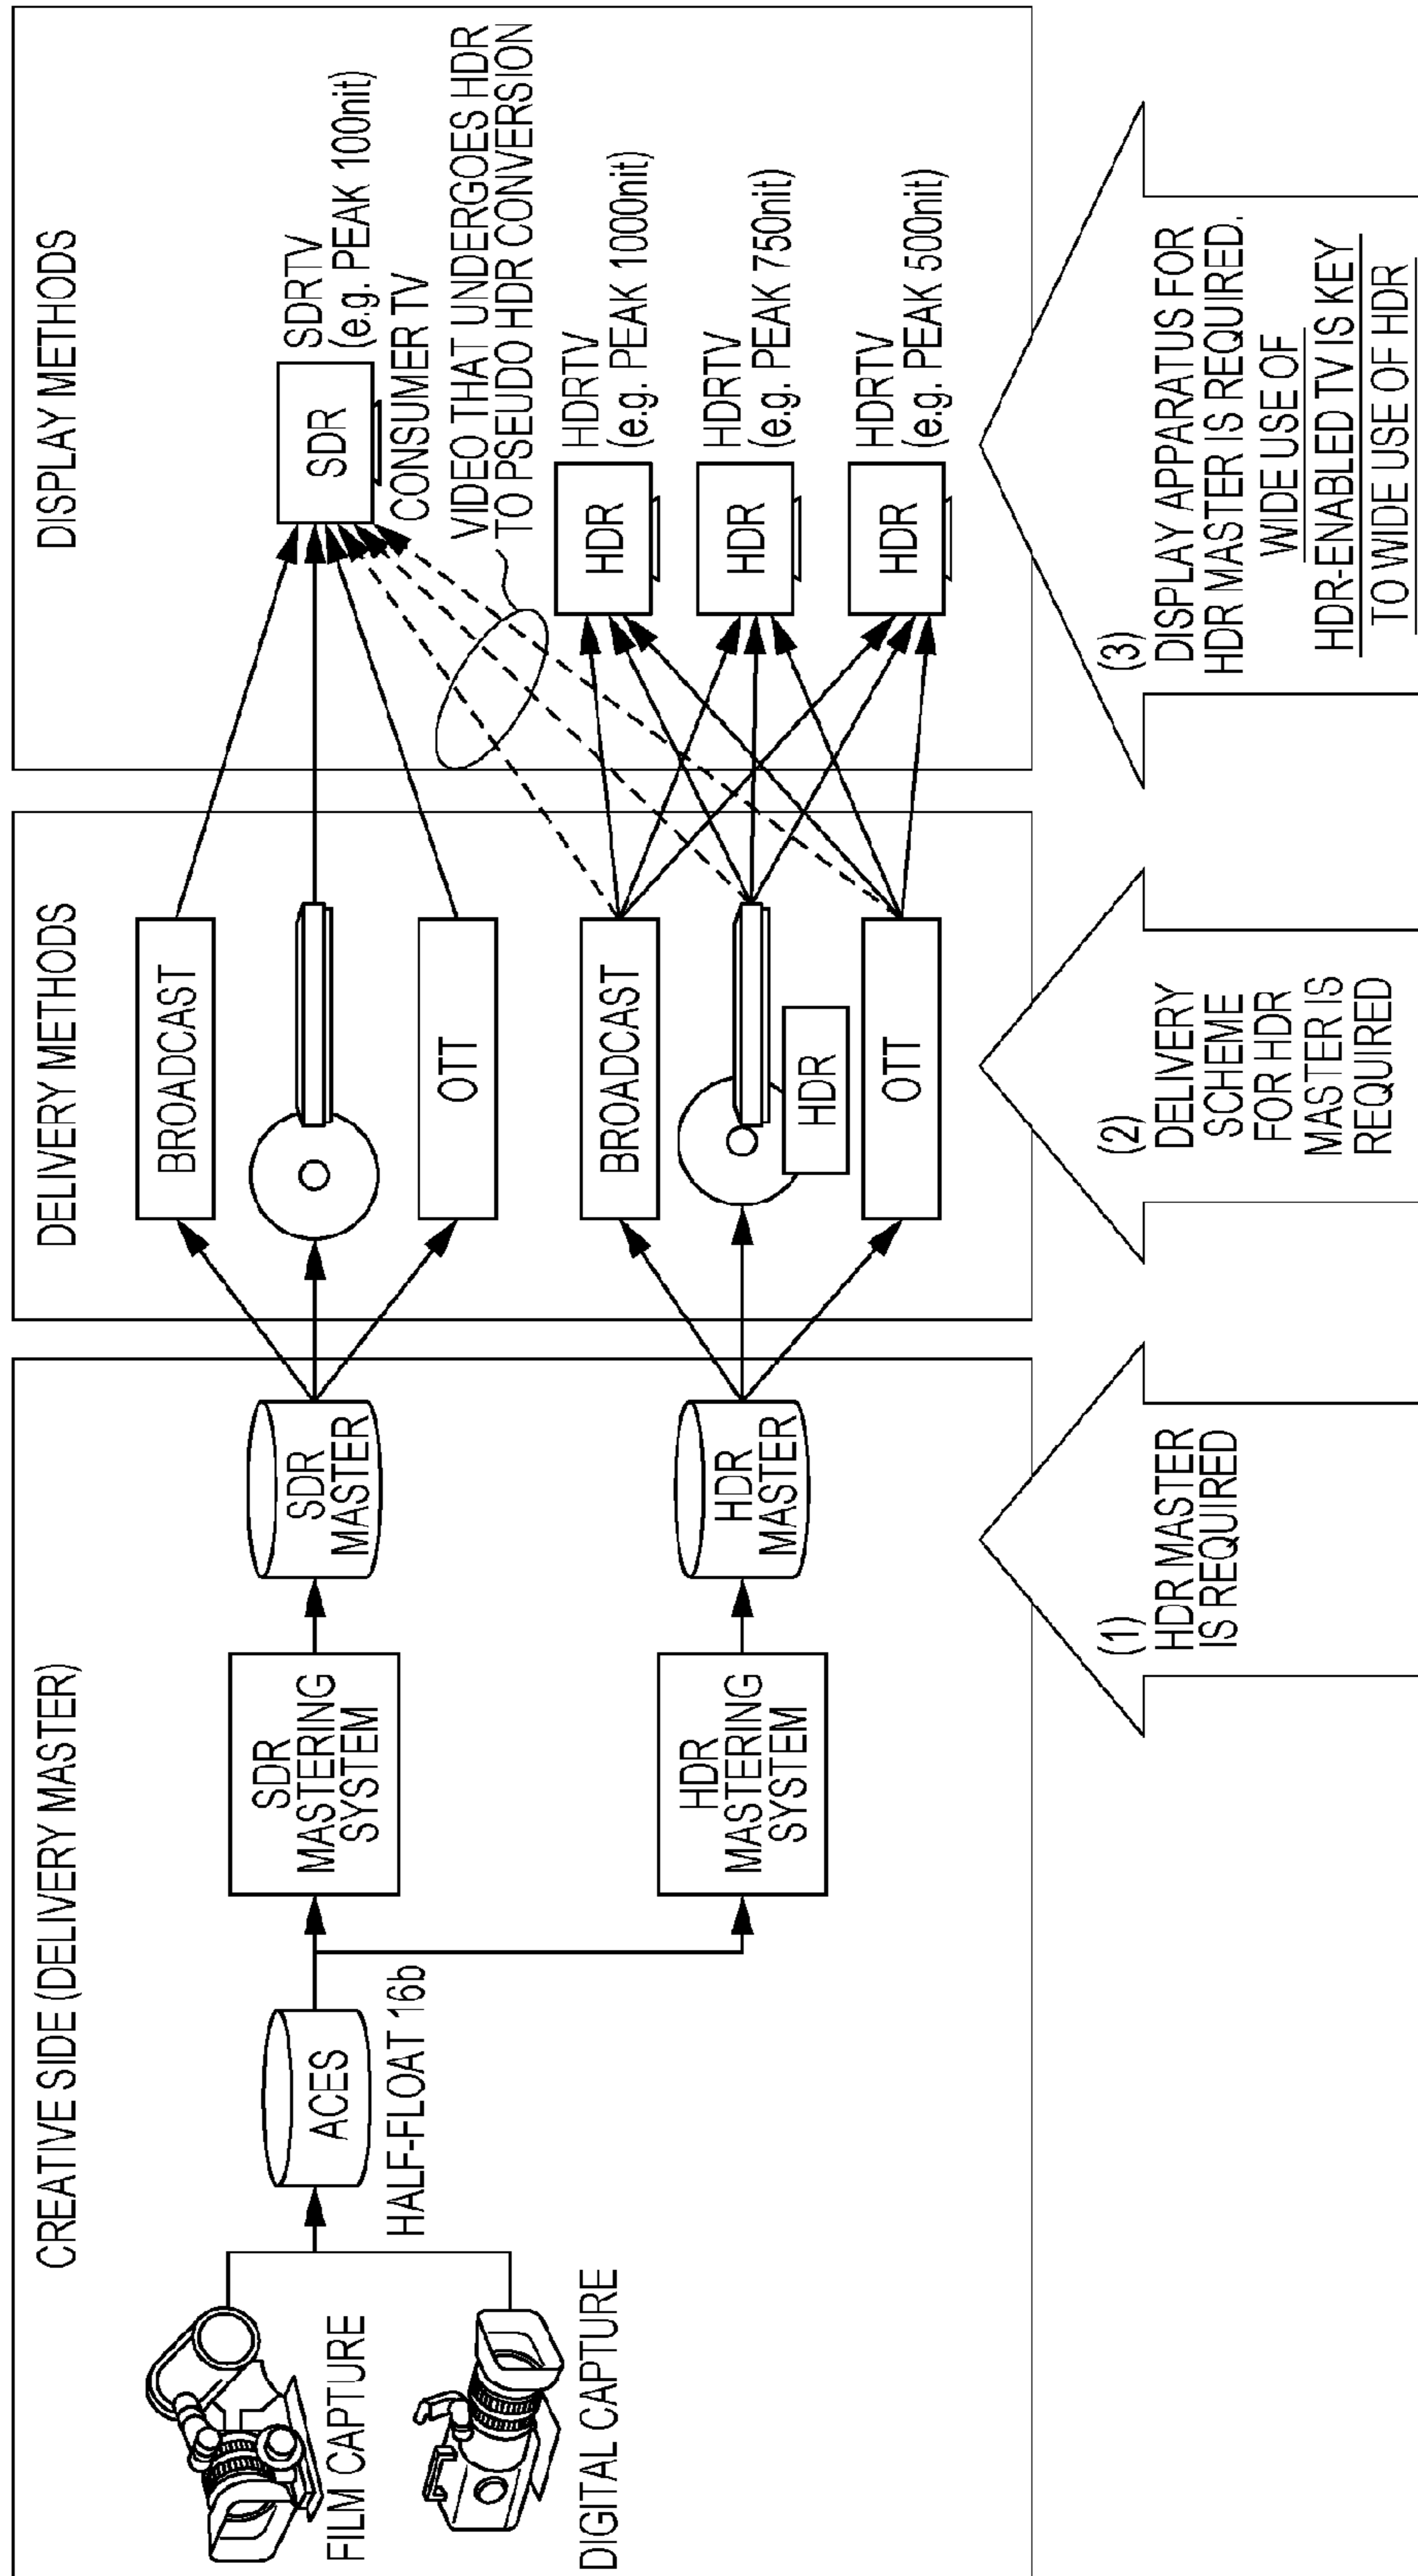 CREATIVE SIDE (DELIVERY MASTER)
FILM CAPTURE
DIGITAL CAPTURE
ACES
HALF-FLOAT 16b
SDR
MASTERING
SYSTEM
SDR
MASTER
HDR
MASTERING
SYSTEM
HDR
MASTER
DELIVERY METHODS
BROADCAST
OTT
BROADCAST
HDR
OTT
DISPLAY METHODS
SDR
SDRTV
(e.g. PEAK 100nit)
CONSUMER TV
VIDEO THAT UNDERGOES HDR
TO PSEUDO HDR CONVERSION
HDR
HDRTV
(e.g. PEAK 1000nit)
HDR
HDRTV
(e.g. PEAK 750nit)
HDR
HDRTV
(e.g. PEAK 500nit)
(1)
HDR MASTER
IS REQUIRED
(2)
DELIVERY
SCHEME
FOR HDR
MASTER IS
REQUIRED
(3)
DISPLAY APPARATUS FOR
HDR MASTER IS REQUIRED.
WIDE USE OF
HDR-ENABLED TV IS KEY
TO WIDE USE OF HDR